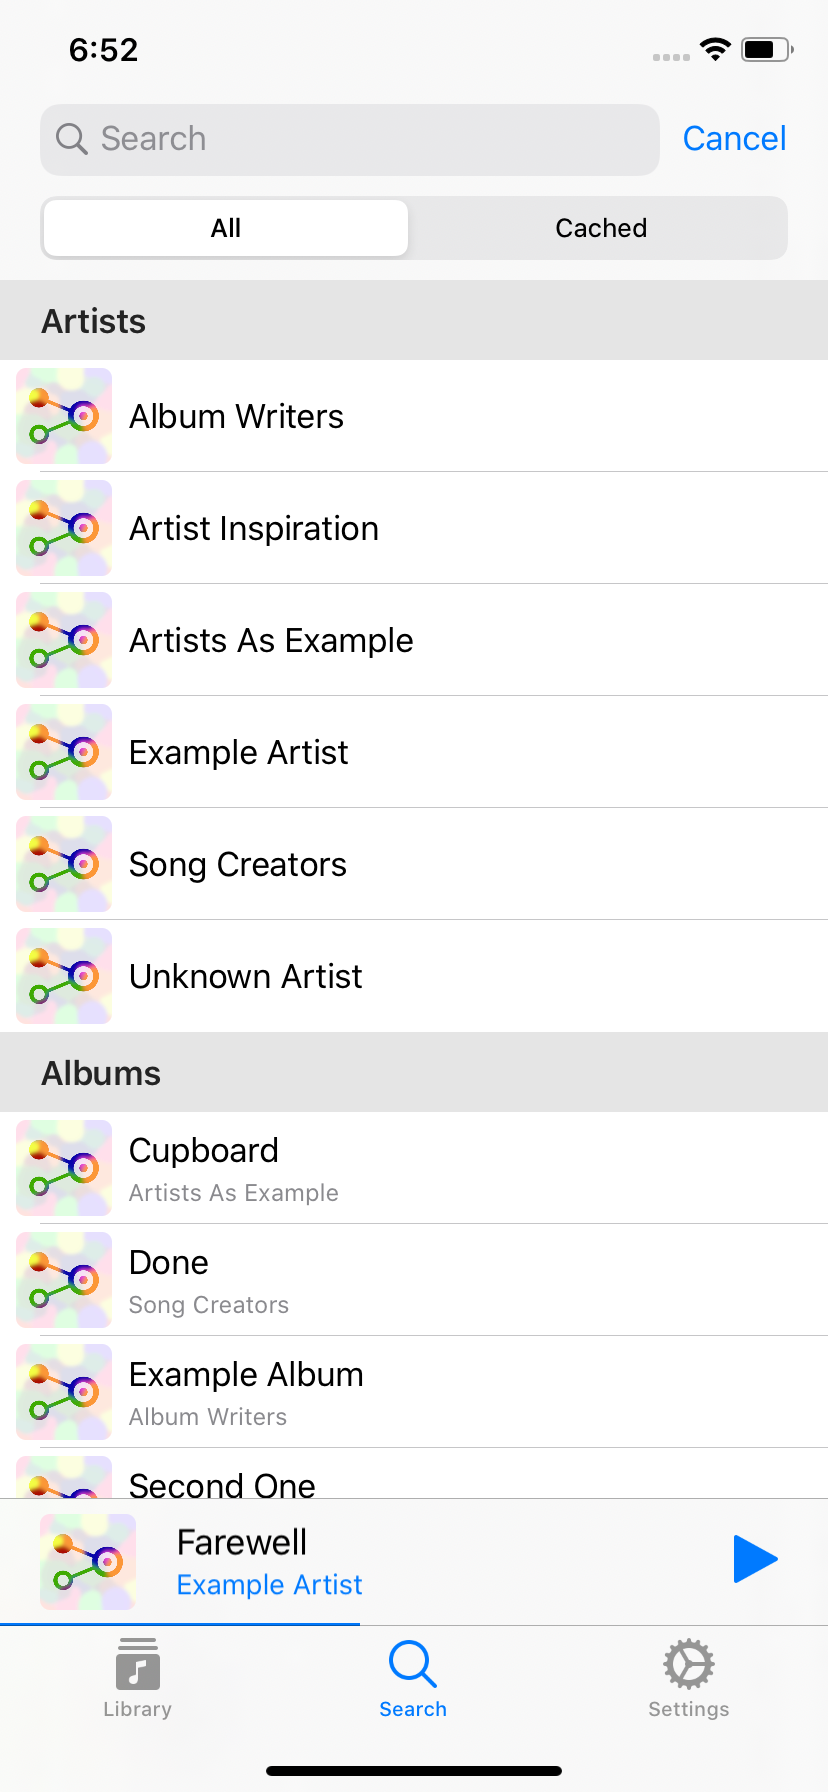 6:52
Search
Cancel
All
Cached
Artists
Album Writers
Artist Inspiration
Artists As Example
Example Artist
Song Creators
Unknown Artist
Albums
Cupboard
Artists As Example
Done
Song Creators
Example Album
Album Writers
Second One
Farewell
Example Artist
Library
Search
Settings